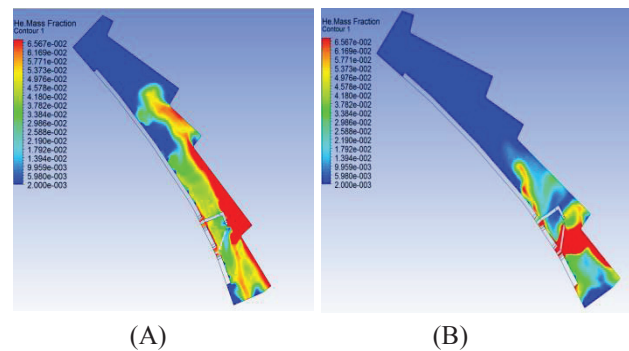 He.Mass Fraction
Contour 1
6.567e-002
6.169e-002
5.771e-002
5.373e-002
4.976e-002
4.578e-002
4.180e-002
3.782e-002
3.384e-002
2.986e-002
2.588e-002
2.190e-002
1.792e-002
1.394e-002
9.959e-003
5.980e-003
2.000e-003
(A)
He.Mass Fraction
Contour 1
6.567e-002
6.169e-002
5.771e-002
5.373e-002
4.976e-002
4.578e-002
4.180e-002
3.782e-002
3.384e-002
2.986e-002
2.588e-002
2.190e-002
1.792e-002
1.394e-002
9.959e-003
5.980e-003
2.000e-003
(B)